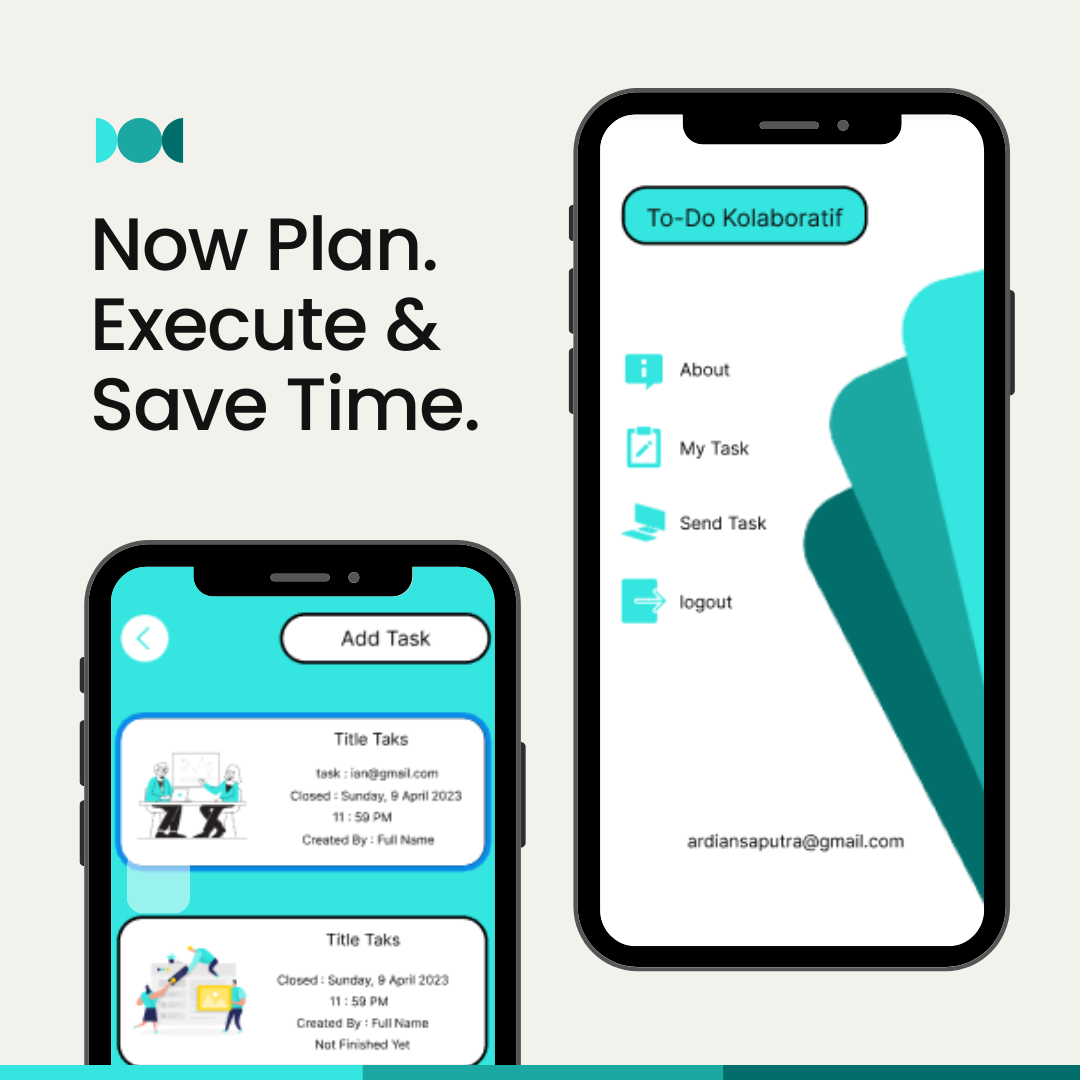 Now Plan.
Execute &
Save Time.
To-Do Kolaboratif
About
My Task
Send Task
logout
ardiansaputra@gmail.com
Add Task
Title Taks
task : ian@gmail.com
Closed : Sunday, 9 April 2023
11 : 59 PM
Created By : Full Name
Title Taks
Closed : Sunday, 9 April 2023
11 : 59 PM
Created By : Full Name
Not Finished Yet